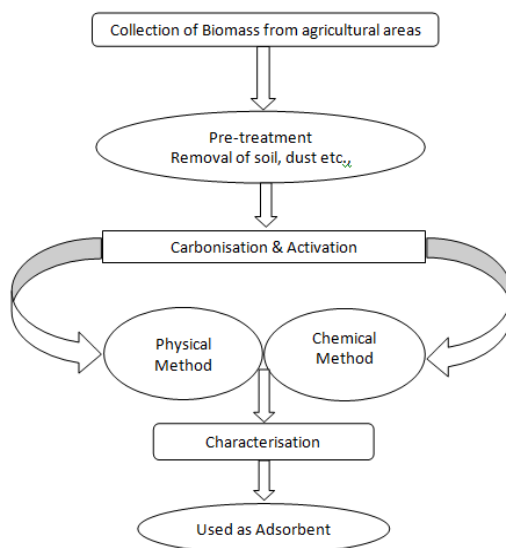 Collection of Biomass from agricultural areas
Pre-treatment
Removal of soil, dust etc.,
Carbonisation & Activation
Physical
Method
Chemical
Method
Characterisation
Used as Adsorbent